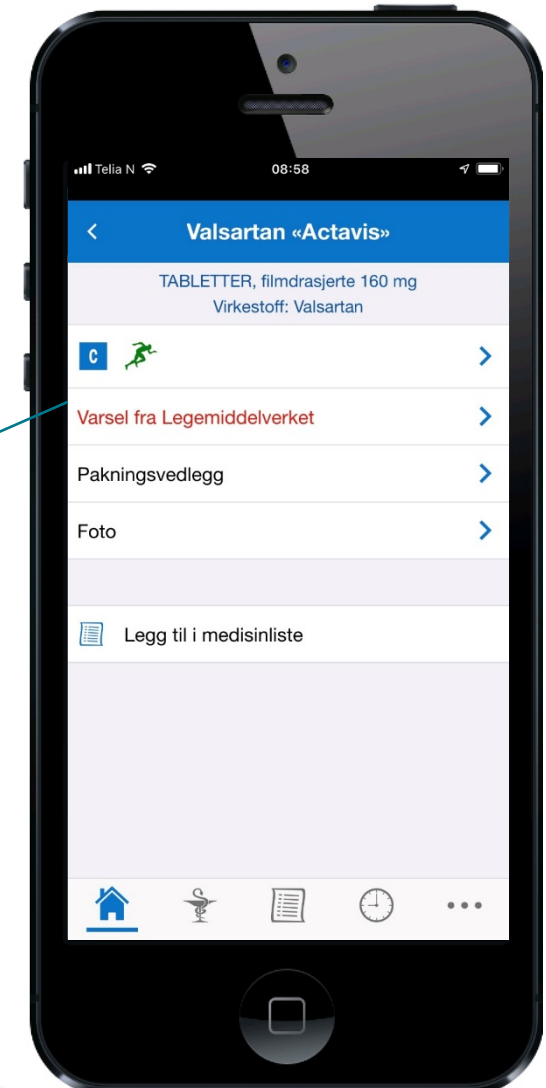 Telia N
08:58
Valsartan «Actavis»
TABLETTER, filmdrasjerte 160 mg
Virkestoff: Valsartan
C
Varsel fra Legemiddelverket
Pakningsvedlegg
Foto
Legg til i medisinliste